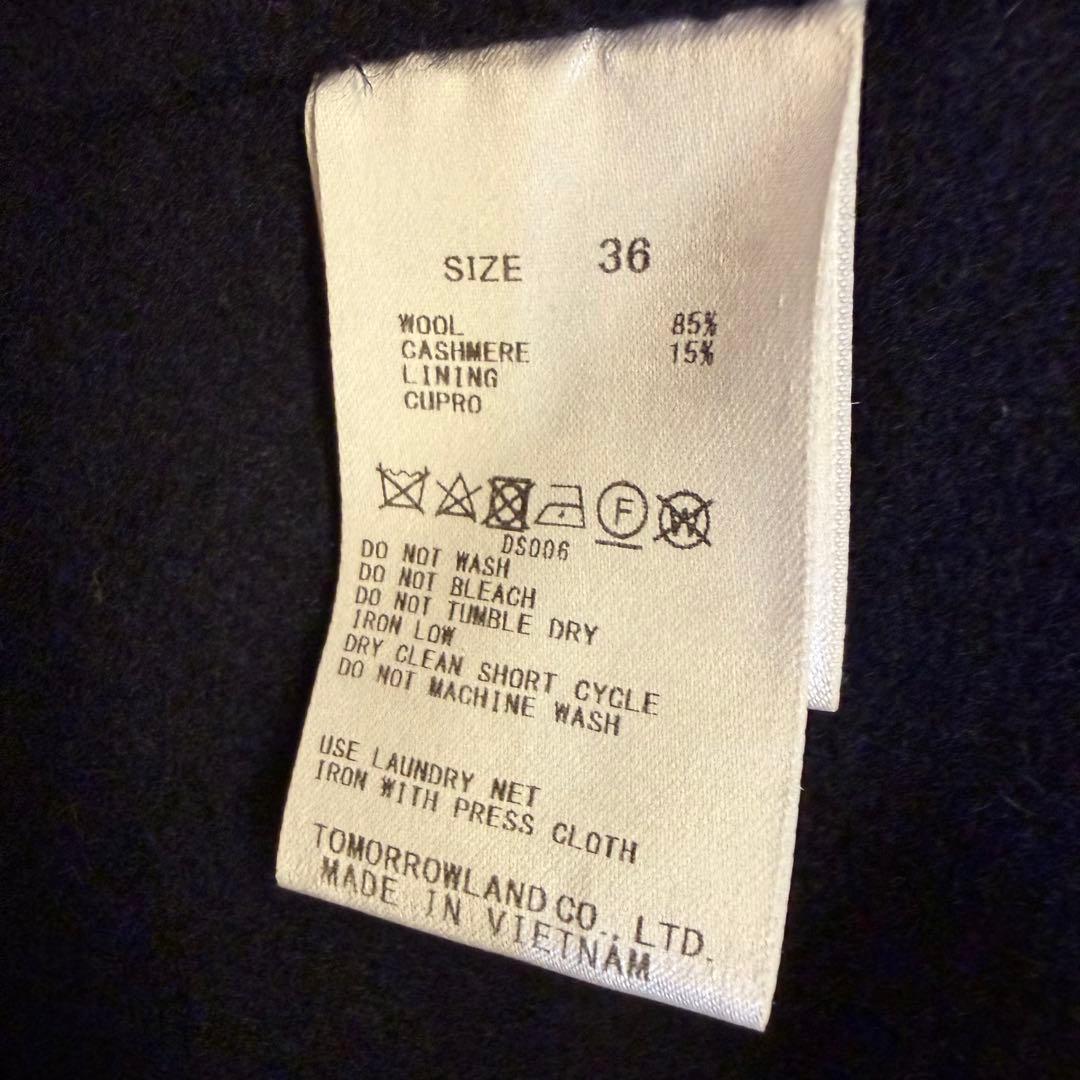 SIZE 36
WOOL 85%
CASHMERE 15%
LINING
CUPRO
F W
DS006
DO NOT WASH
DO NOT BLEACH
DO NOT TUMBLE DRY
IRON LOW
DRY CLEAN SHORT CYCLE
DO NOT MACHINE WASH
USE LAUNDRY NET
IRON WITH PRESS CLOTH
TOMORROWLAND CO., LTD.
MADE IN VIETNAM